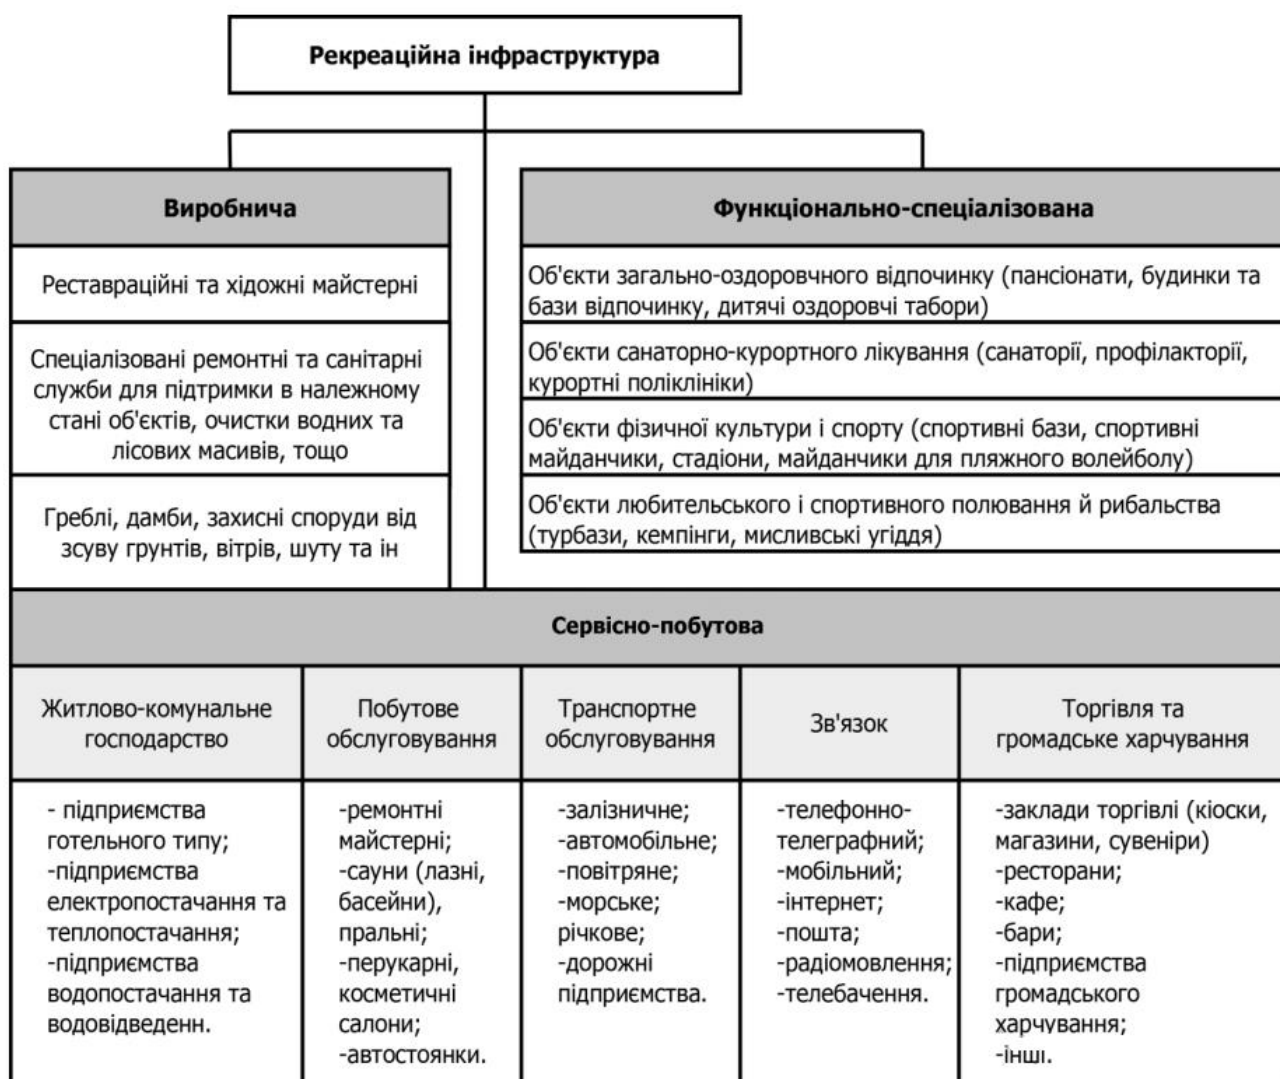 Рекреаційна інфраструктура
Виробнича
Реставраційні та хідожні майстерні
Спеціалізовані ремонтні та санітарні
служби для підтримки в належному
стані об'єктів, очистки водних та
лісових масивів, тощо
Греблі, дамби, захисні споруди від
зсуву грунтів, вітрів, шуту та ін
Функціонально-спеціалізована
Об'єкти загально-оздоровчого відпочинку (пансіонати, будинки та
бази відпочинку, дитячі оздоровчі табори)
Об'єкти санаторно-курортного лікування (санаторії, профілакторії,
курортні поліклініки)
Об'єкти фізичної культури і спорту (спортивні бази, спортивні
майданчики, стадіони, майданчики для пляжного волейболу)
Об'єкти любительського і спортивного полювання й рибальства
(турбази, кемпінги, мисливські угіддя)
Сервісно-побутова
Житлово-комунальне
господарство
- підприємства
готельного типу;
-підприємства
електропостачання та
теплопостачання;
-підприємства
водопостачання та
водовідведенн.
Побутове
обслуговування
-ремонтні
майстерні;
-сауни (лазні,
басейни),
пральні;
-перукарні,
косметичні
салони;
-автостоянки.
Транспортне
обслуговування
-залізничне;
-автомобільне;
-повітряне;
-морське;
річкове;
-дорожні
підприємства.
Зв'язок
-телефонно-
телеграфний;
-мобільний;
-інтернет;
-пошта;
-радіомовлення;
-телебачення.
Торгівля та
громадське харчування
-заклади торгівлі (кіоски,
магазини, сувеніри)
-ресторани;
-кафе;
-бари;
-підприємства
громадського
харчування;
-інші.